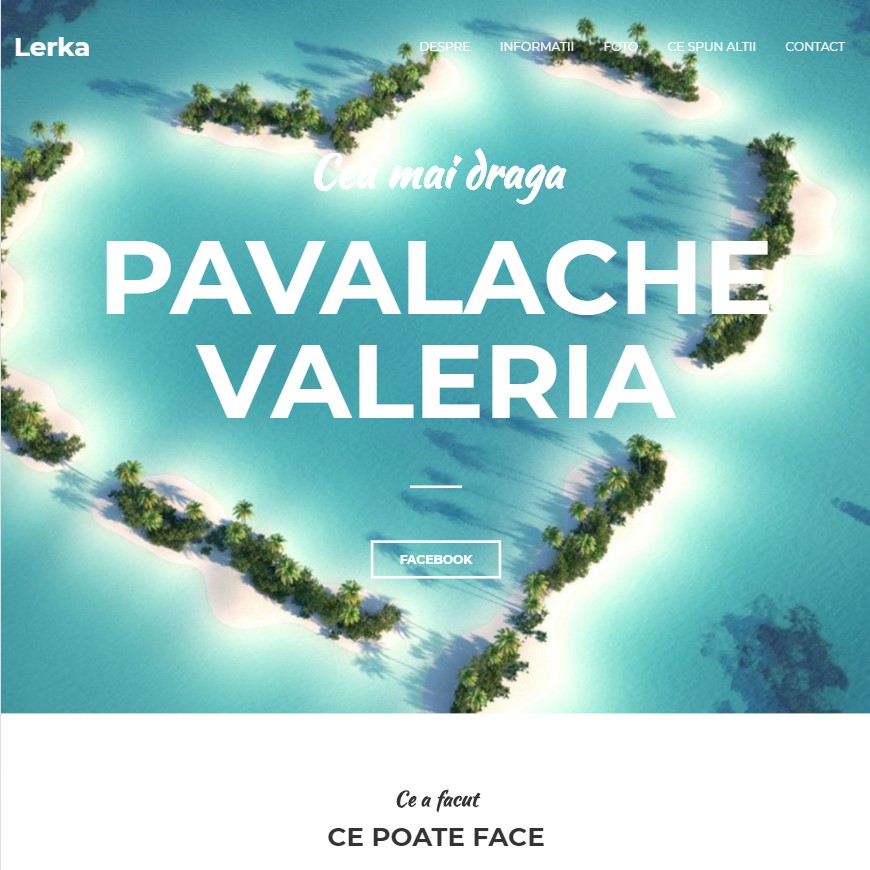 Lerka
DESPRE INFORMATII FOTO CE SPUN ALTII CONTACT
Cea mai draga
PAVALACHE
VALERIA
FACEBOOK
Ce a facut
CE POATE FACE